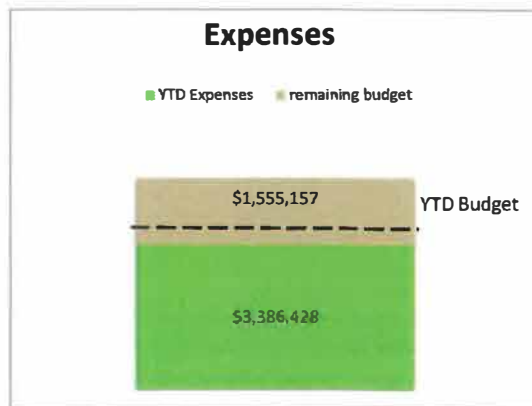 Expenses
YTD Expenses remaining budget
$1,555,157
YTD Budget
$3,386,428